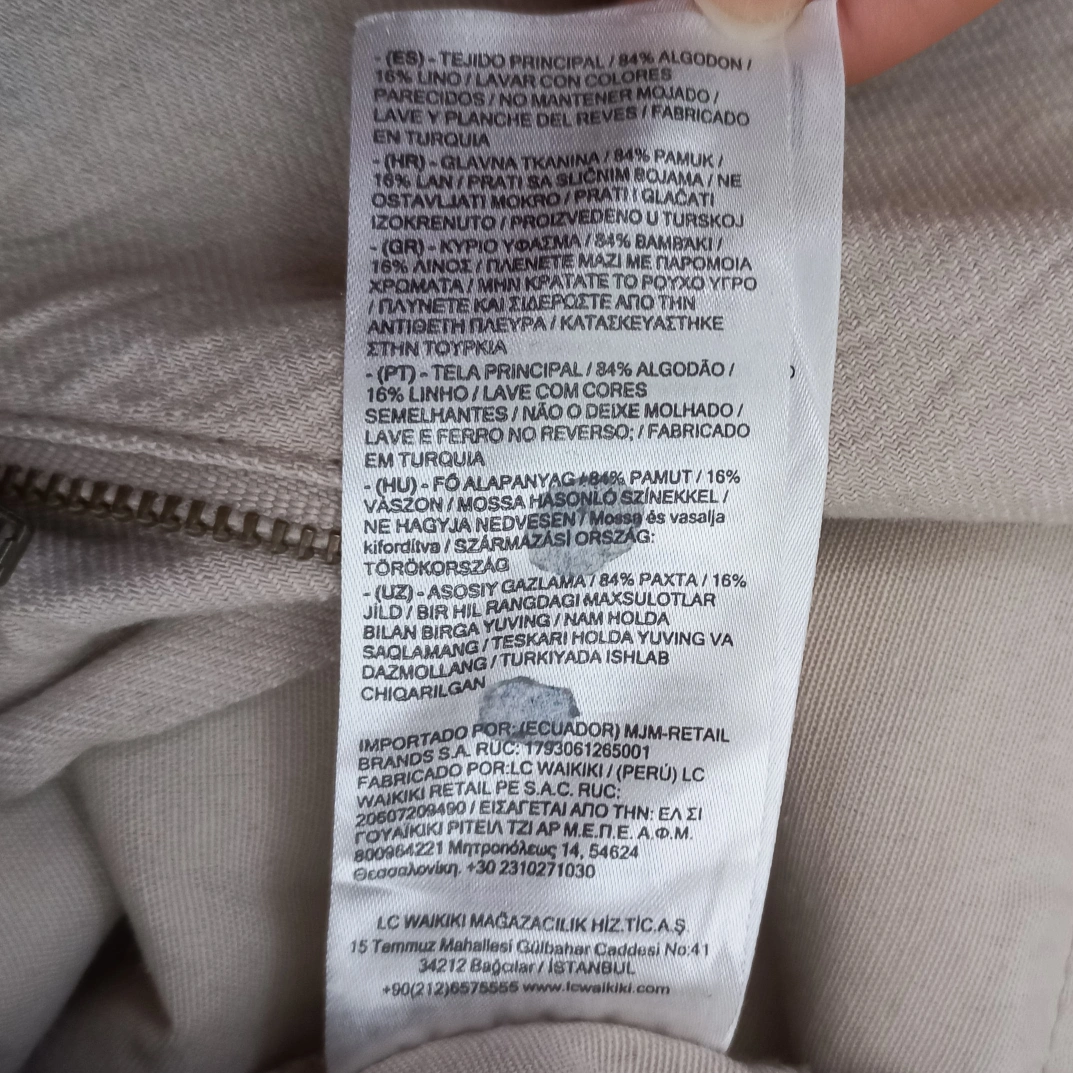 - (ES) - TEJIDO PRINCIPAL / 84% ALGODON /
16% LINO / LAVAR CON COLORES
PARECIDOS / NO MANTENER MOJADO /
LAVE Y PLANCHE DEL REVES / FABRICADO
EN TURQUIA
- (HR) - GLAVNA TKANINA / 84% PAMUK /
16% LAN / PRATI SA SLIČNIM BOJAMA / NE
OSTAVLJATI MOKRO / PRATI I GLAČATI
IZOKRENUTO / PROIZVEDENO U TURSKOJ
- (GR) - ΚΥΡΙΟ ΥΦΑΣΜΑ / 84% ΒΑΜΒΑΚΙ /
16% ΛΙΝΟΣ / ΠΛΕΝΕΤΕ ΜΑΖΙ ΜΕ ΠΑΡΟΜΟΙΑ
ΧΡΩΜΑΤΑ / ΜΗΝ ΚΡΑΤΑΤΕ ΤΟ ΡΟΥΧΟ ΥΓΡΟ
/ ΠΛΥΝΕΤΕ ΚΑΙ ΣΙΔΕΡΩΣΤΕ ΑΠΟ ΤΗΝ
ΑΝΤΙΘΕΤΗ ΠΛΕΥΡΑ / ΚΑΤΑΣΚΕΥΑΣΤΗΚΕ
ΣΤΗΝ ΤΟΥΡΚΙΑ
- (PT) - TELA PRINCIPAL / 84% ALGODÃO /
16% LINHO / LAVE COM CORES
SEMELHANTES / NÃO O DEIXE MOLHADO /
LAVE E FERRO NO REVERSO; / FABRICADO
EM TURQUIA
- (HU) - FŐ ALAPANYAG / 84% PAMUT / 16%
VÁSZON / MOSSA HASONLÓ SZÍNEKKEL /
NE HAGYJA NEDVESEN / Mossa és vasalja
kifordítva / SZÁRMAZÁSI ORSZÁG:
TÖRÖKORSZÁG
- (UZ) - ASOSIY GAZLAMA / 84% PAXTA / 16%
JILD / BIR HIL RANGDAGI MAXSULOTLAR
BILAN BIRGA YUVING / NAM HOLDA
SAQLAMANG / TESKARI HOLDA YUVING VA
DAZMOLLANG / TURKIYADA ISHLAB
CHIQARILGAN
IMPORTADO POR: (ECUADOR) MJM-RETAIL
BRANDS S.A. RUC: 1793061265001
FABRICADO POR:LC WAIKIKI / (PERÚ) LC
WAIKIKI RETAIL PE S.A.C. RUC:
20607209490 / ΕΙΣΑΓΕΤΑΙ ΑΠΟ ΤΗΝ: ΕΛ ΣΙ
ΓΟΥΑΪΚΙΚΙ ΡΙΤΕΙΛ ΤΖΙ ΑΡ Μ.Ε.Π.Ε. Α.Φ.Μ.
800964221 Μητροπόλεως 14, 54624
Θεσσαλονίκη. +30 2310271030
LC WAIKIKI MAĞAZACILIK HİZ.TİC.A.Ş.
15 Temmuz Mahallesi Gülbahar Caddesi No:41
34212 Bağcılar / İSTANBUL
+90(212)6575555 www.lcwaikiki.com